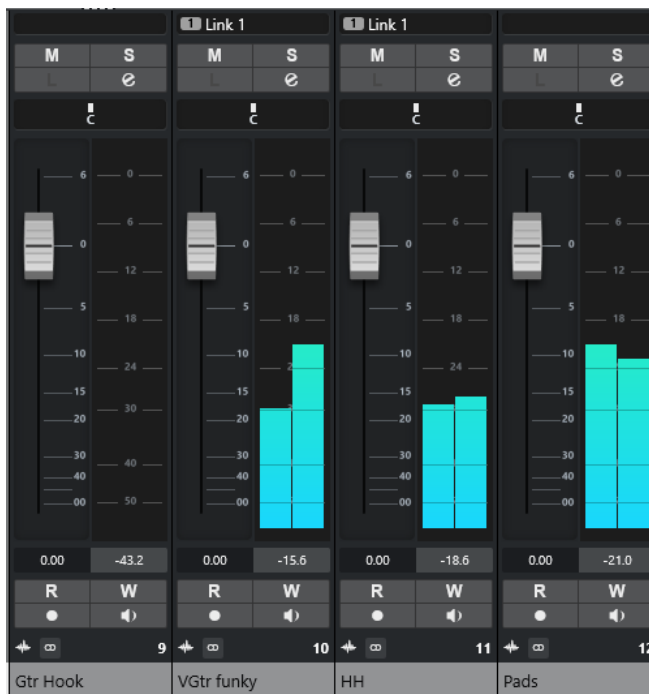 1 Link 1 1 Link 1
M S M S M S M S
L e L e L e L e
C C C C
6 0 6 0 6 0 6 0
6 6 6 6
0 0 0 0
12 12 12 12
5 5 5 5
18 18 18 18
10 10 10 10
24 24
15 15 15 15
30
20 20 20 20
30 30 30 30
40 40 40 40
40
50
00 00 00 00
0.00 -43.2 0.00 -15.6 0.00 -18.6 0.00 -21.0
R W R W R W R W
9 10 11 12
Gtr Hook VGtr funky HH Pads